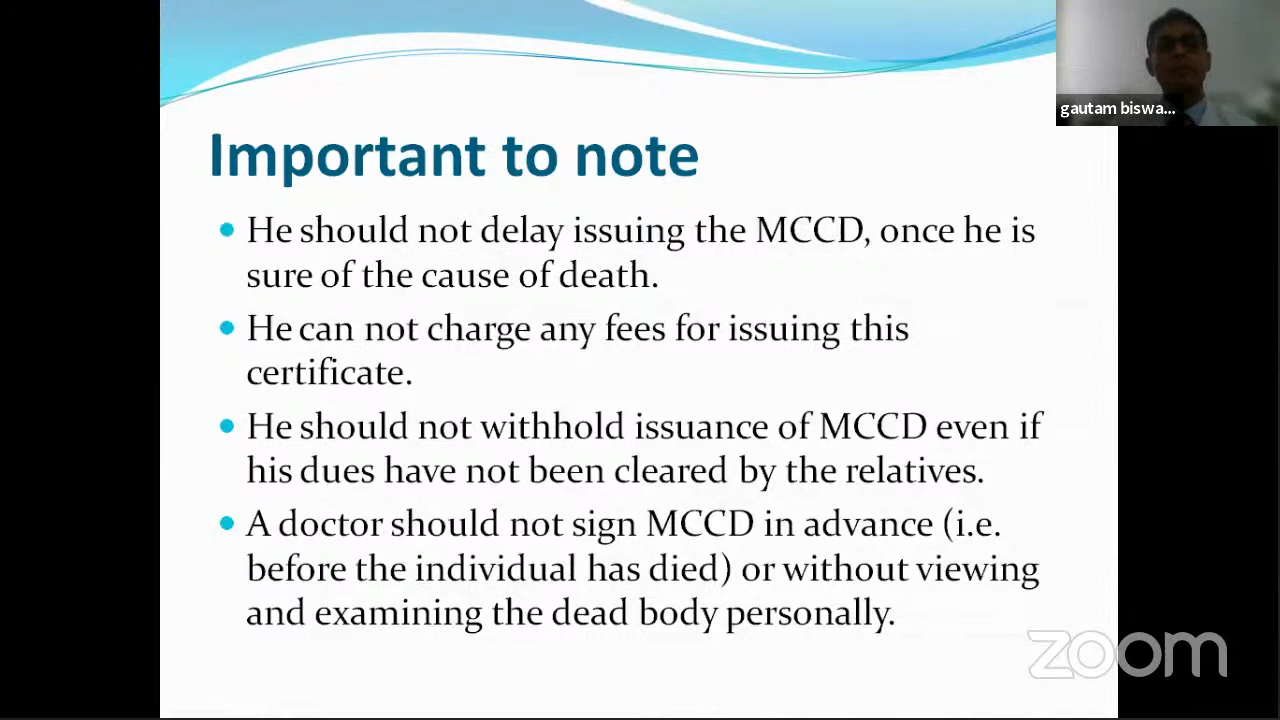 gautam biswa...
Important to note
• He should not delay issuing the MCCD, once he is
sure of the cause of death.
• He can not charge any fees for issuing this
certificate.
• He should not withhold issuance of MCCD even if
his dues have not been cleared by the relatives.
• A doctor should not sign MCCD in advance (i.e.
before the individual has died) or without viewing
and examining the dead body personally.
zoom